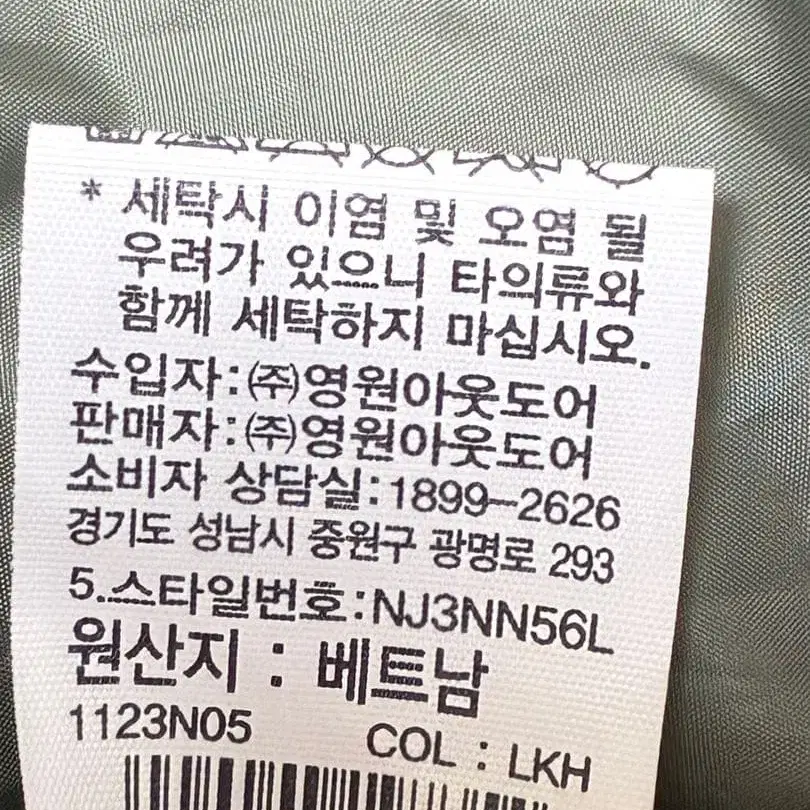 * 세탁시 이염 및 오염 될
우려가 있으니 타의류와
함께 세탁하지 마십시오.
수입자:㈜영원아웃도어
판매자:㈜영원아웃도어
소비자 상담실:1899-2626
경기도 성남시 중원구 광명로 293
5.스타일번호:NJ3NN56L
원산지 : 베트남
1123N05
COL : LKH